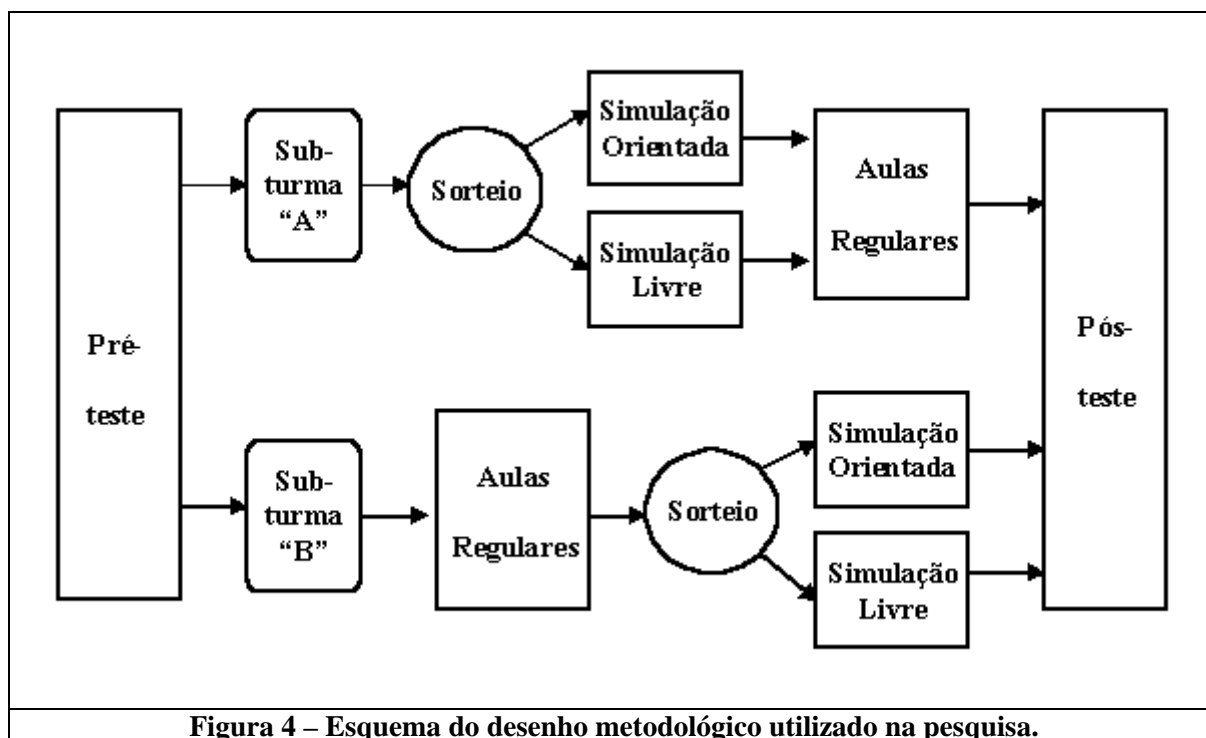 Pré-
teste
Sub-
turma
“A”
Sorteio
Simulação
Orientada
Simulação
Livre
Aulas
Regulares
Sub-
turma
“B”
Aulas
Regulares
Sorteio
Simulação
Orientada
Simulação
Livre
Pós-
teste
Figura 4 – Esquema do desenho metodológico utilizado na pesquisa.